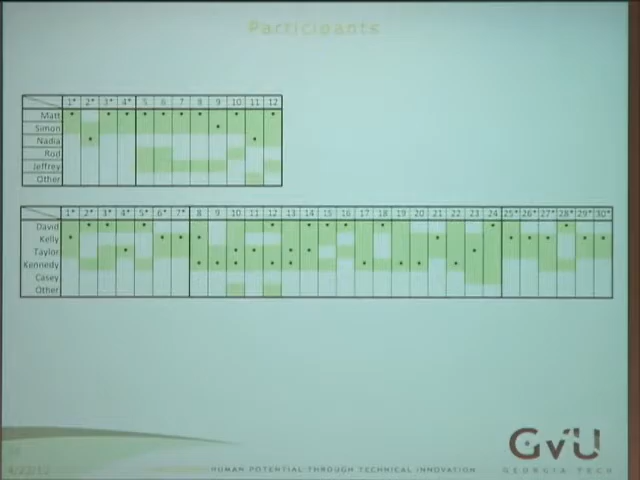 Participants
1* 2* 3* 4* 5 6 7 8 9 10 11 12
Matt
Simon
Nadia
Rod
Jeffrey
Other
1* 2* 3* 4* 5* 6* 7* 8 9 10 11 12 13 14 15 16 17 18 19 20 21 22 23 24 25* 26* 27* 28* 29* 30*
David
Kelly
Taylor
Kennedy
Casey
Other
GVU
HUMAN POTENTIAL THROUGH TECHNICAL INNOVATION
GEORGIA TECH